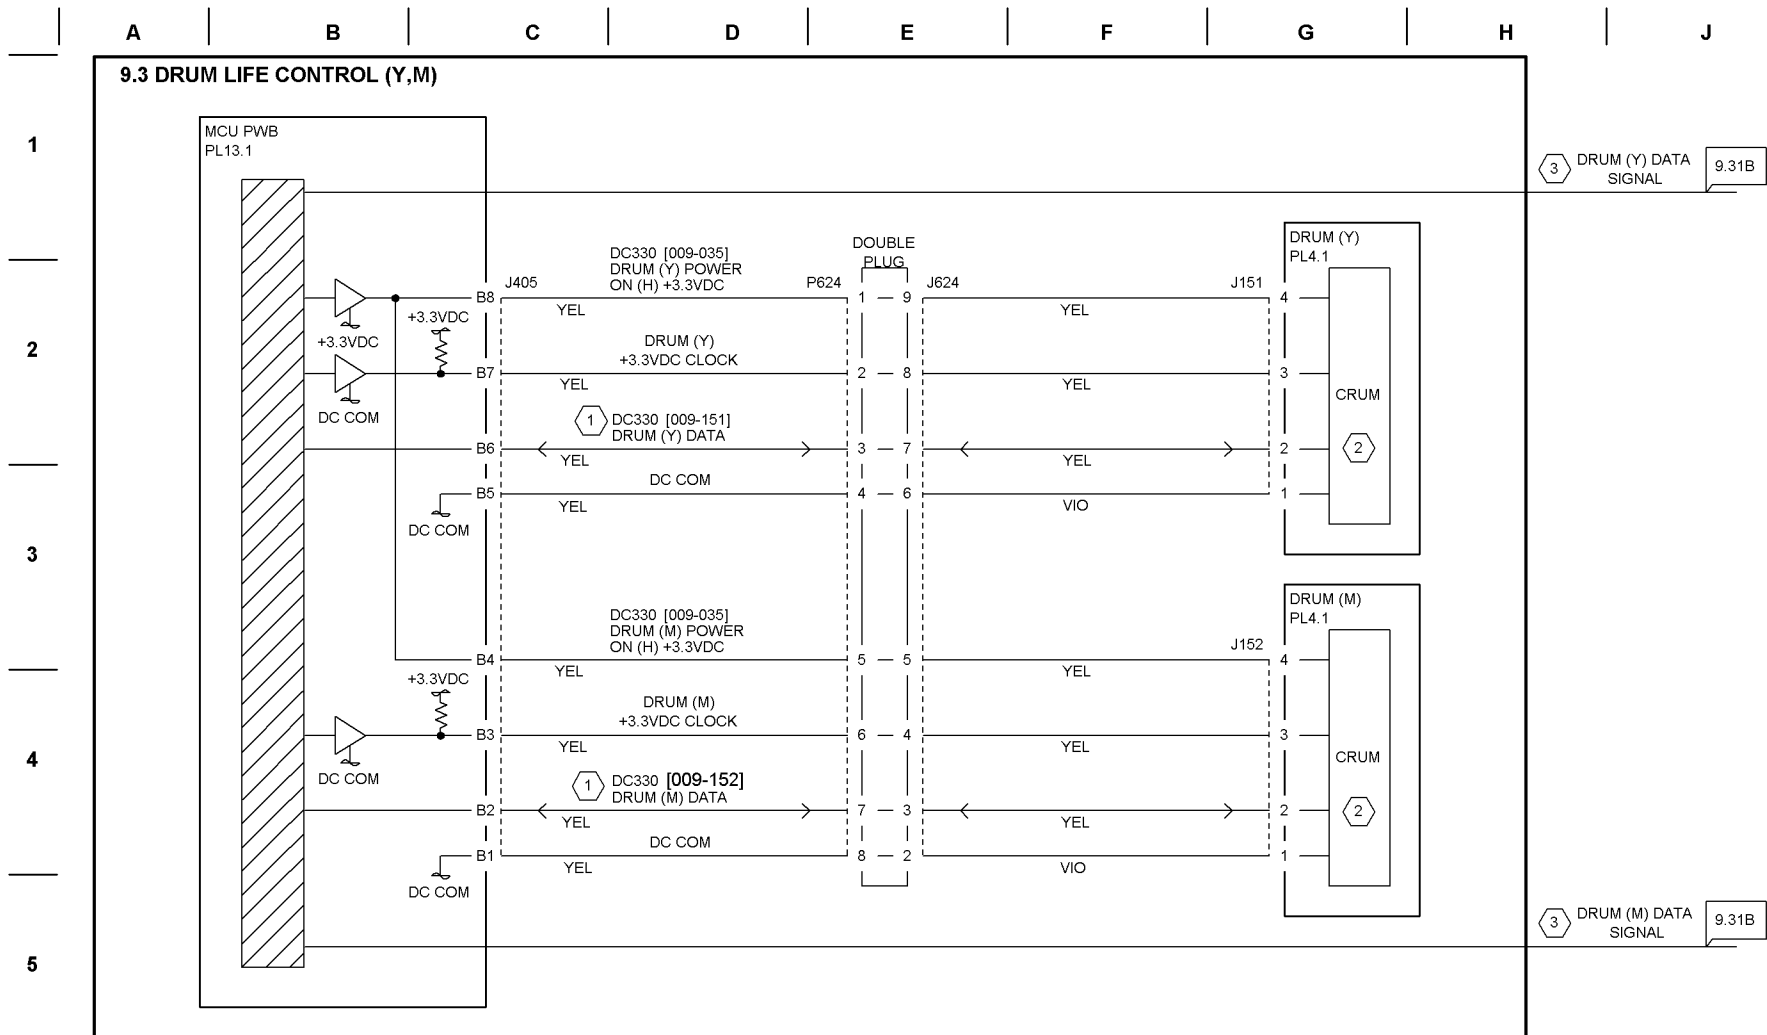 A B C D E F G H J
9.3 DRUM LIFE CONTROL (Y,M)
1
MCU PWB
PL13.1
3 DRUM (Y) DATA
SIGNAL
9.31B
DRUM (Y)
PL4.1
DOUBLE
PLUG
DC330 [009-035]
DRUM (Y) POWER
ON (H) +3.3VDC
J405
P624
J624
J151
B8
YEL
1 9
YEL
4
+3.3VDC
+3.3VDC
2
DRUM (Y)
+3.3VDC CLOCK
B7
YEL
2 8
YEL
3
CRUM
DC COM
1 DC330 [009-151]
DRUM (Y) DATA
B6
YEL
3 7
YEL
2
2
DC COM
B5
YEL
4 6
VIO
1
DC COM
3
DRUM (M)
PL4.1
DC330 [009-035]
DRUM (M) POWER
ON (H) +3.3VDC
J152
B4
YEL
5 5
YEL
4
+3.3VDC
DRUM (M)
+3.3VDC CLOCK
B3
YEL
6 4
YEL
3
4
CRUM
DC COM
1 DC330 [009-152]
DRUM (M) DATA
B2
YEL
7 3
YEL
2
2
DC COM
B1
YEL
8 2
VIO
1
DC COM
3 DRUM (M) DATA
SIGNAL
9.31B
5